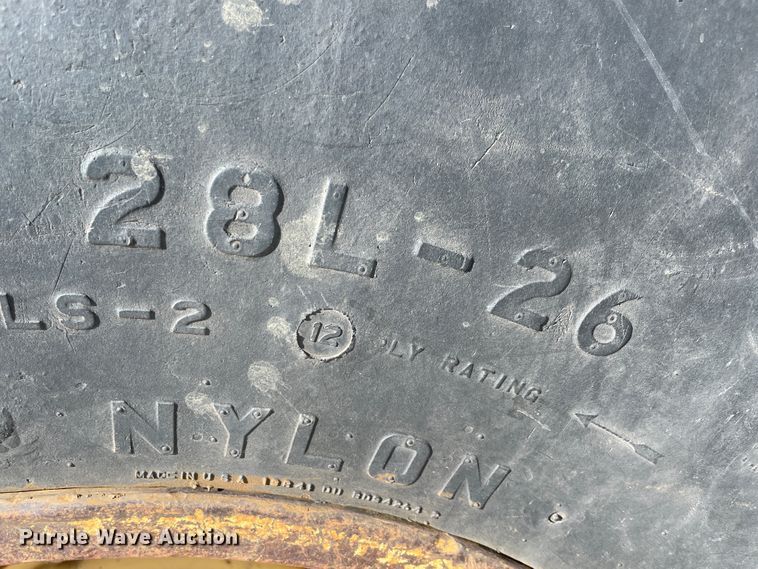 28L-26
LS-2
12 PLY RATING
NYLON
MADE IN U S A
Purple Wave Auction